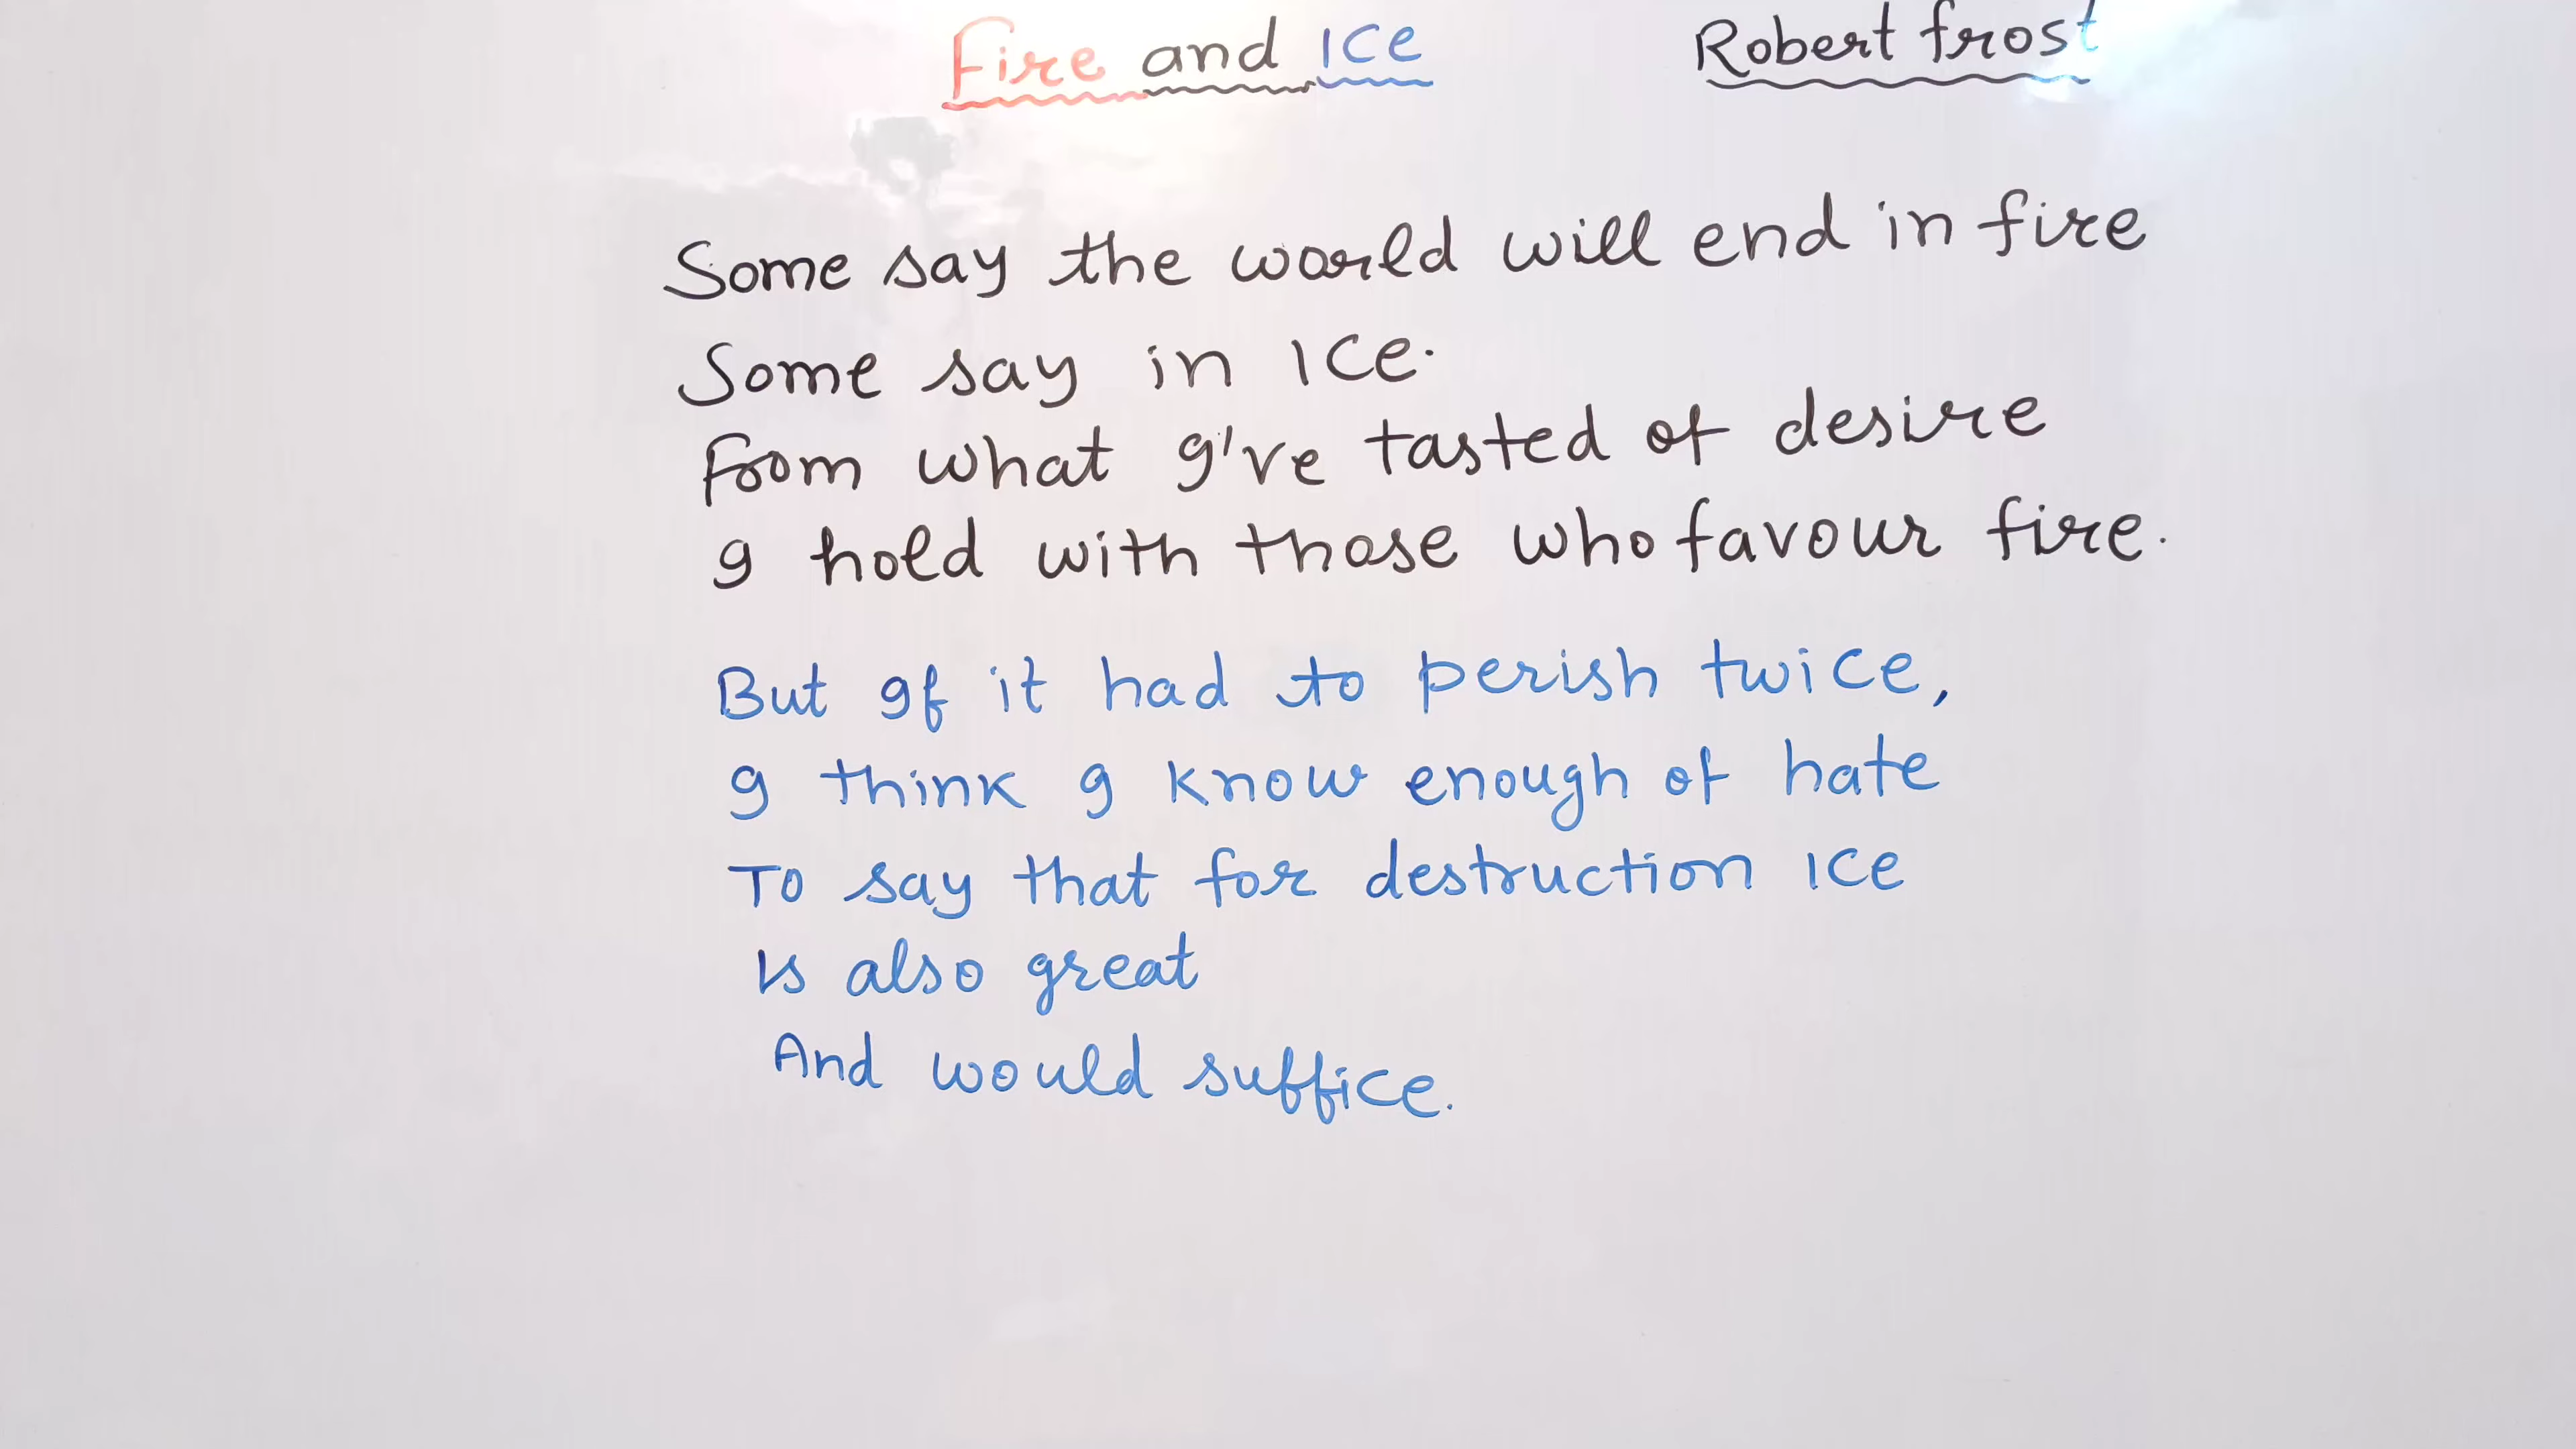 Fire and ICe Robert frost
Some say the world will end in fire
Some say in ICe.
From what I've tasted of desire
I hold with those who favour fire.
But If it had to perish twice,
I think I know enough of hate
To say that for destruction ICe
Is also great
And would suffice.